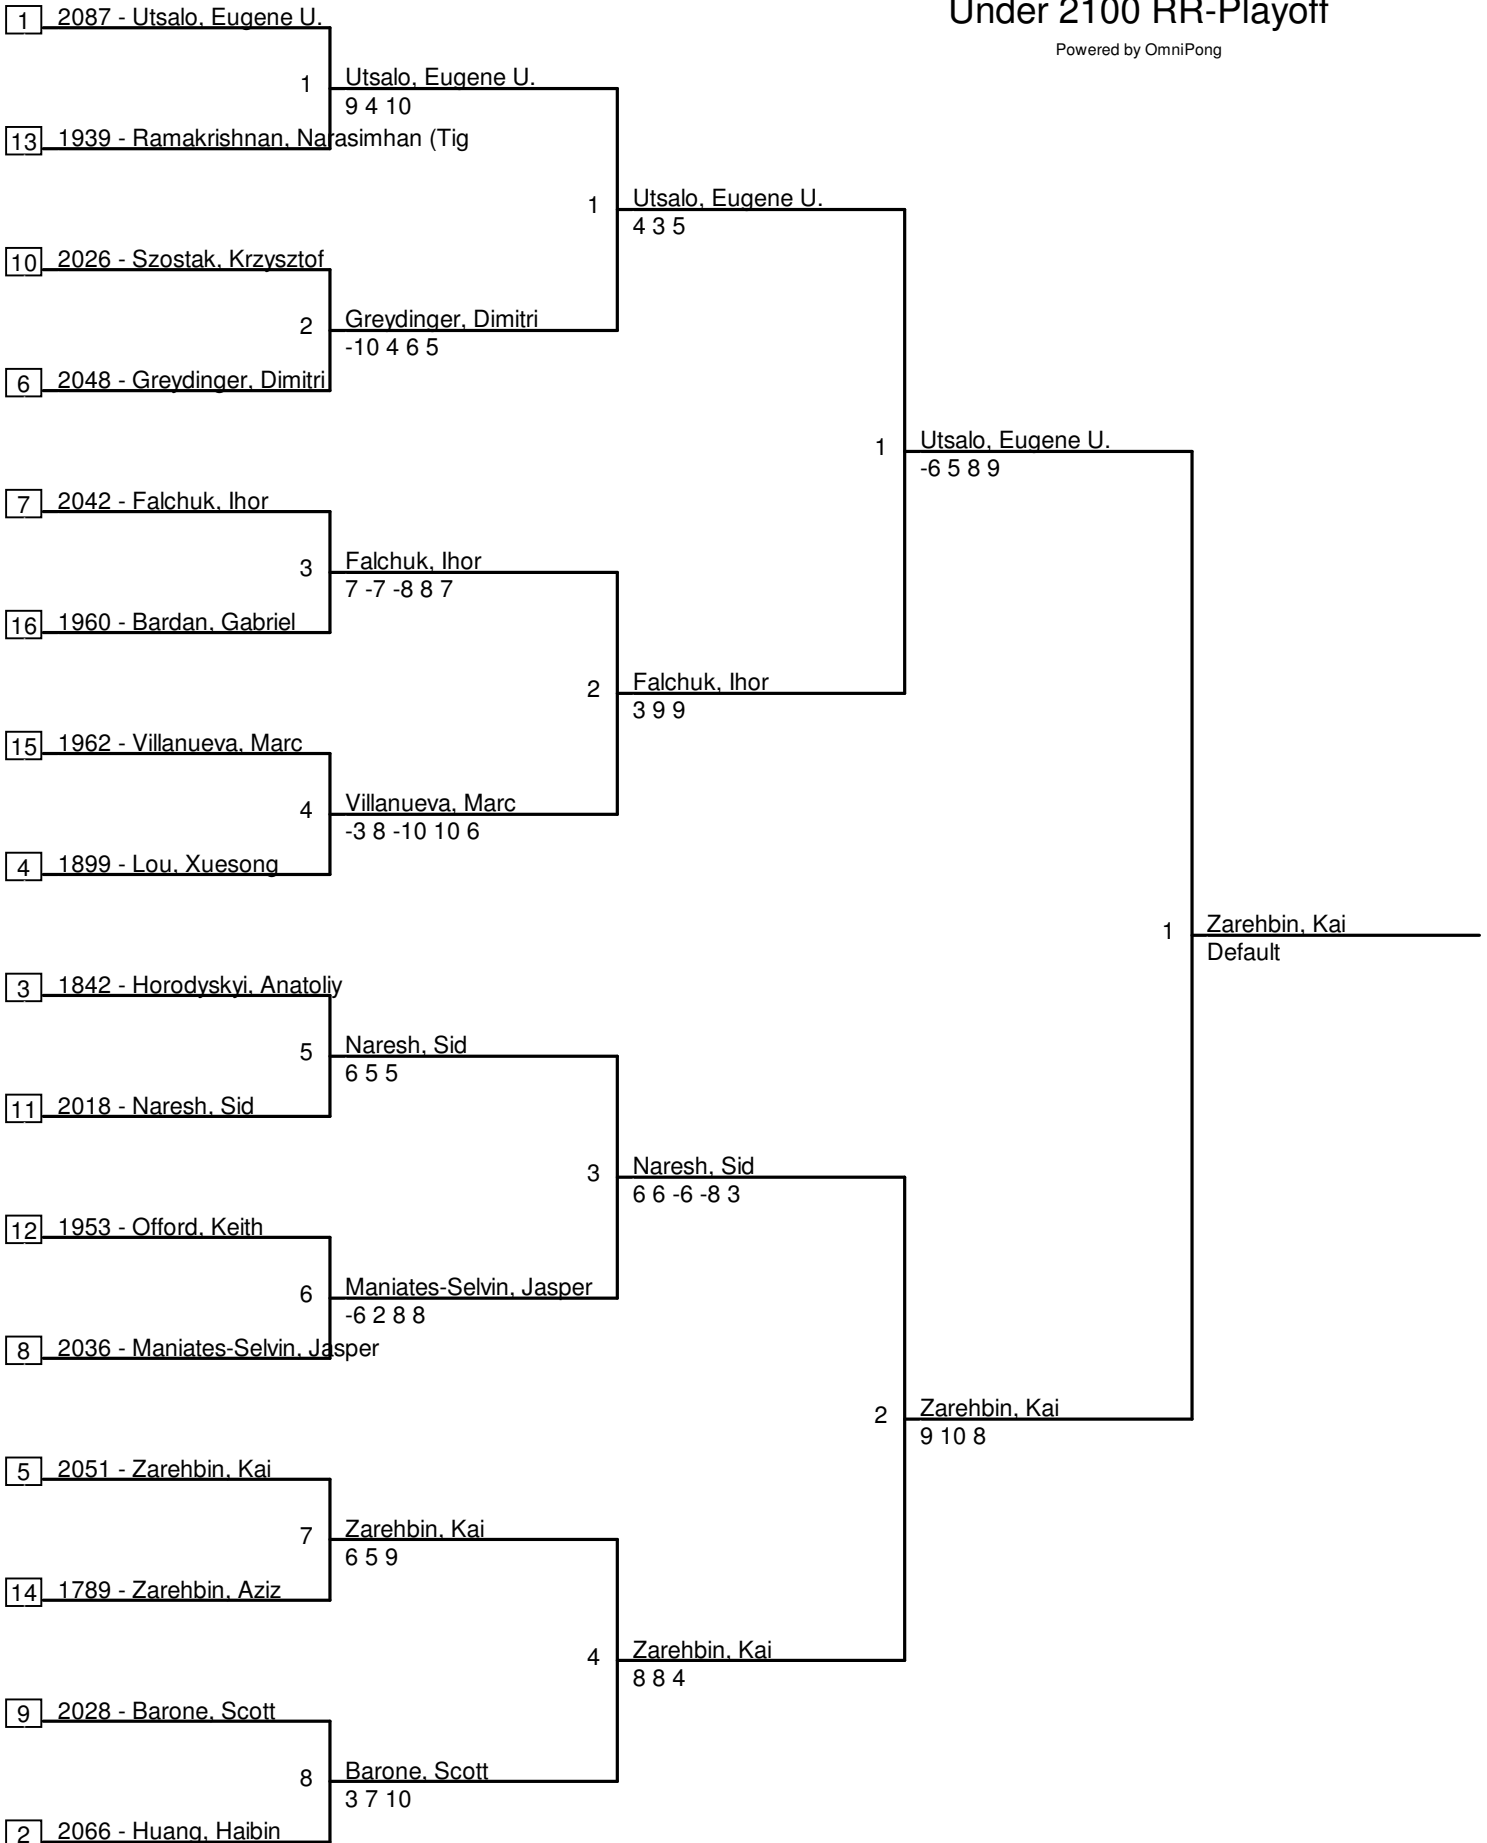 Under 2100 RR-Playoff
Powered by OmniPong
1 2087 - Utsalo, Eugene U.
1 Utsalo, Eugene U.
9 4 10
13 1939 - Ramakrishnan, Narasimhan (Tig
1 Utsalo, Eugene U.
4 3 5
10 2026 - Szostak, Krzysztof
2 Greydinger, Dimitri
-10 4 6 5
6 2048 - Greydinger, Dimitri
1 Utsalo, Eugene U.
-6 5 8 9
7 2042 - Falchuk, Ihor
3 Falchuk, Ihor
7 -7 -8 8 7
16 1960 - Bardan, Gabriel
2 Falchuk, Ihor
3 9 9
15 1962 - Villanueva, Marc
4 Villanueva, Marc
-3 8 -10 10 6
4 1899 - Lou, Xuesong
1 Zarehbin, Kai
Default
3 1842 - Horodyskyi, Anatoliy
5 Naresh, Sid
6 5 5
11 2018 - Naresh, Sid
3 Naresh, Sid
6 6 -6 -8 3
12 1953 - Offord, Keith
6 Maniates-Selvin, Jasper
-6 2 8 8
8 2036 - Maniates-Selvin, Jasper
2 Zarehbin, Kai
9 10 8
5 2051 - Zarehbin, Kai
7 Zarehbin, Kai
6 5 9
14 1789 - Zarehbin, Aziz
4 Zarehbin, Kai
8 8 4
9 2028 - Barone, Scott
8 Barone, Scott
3 7 10
2 2066 - Huang, Haibin